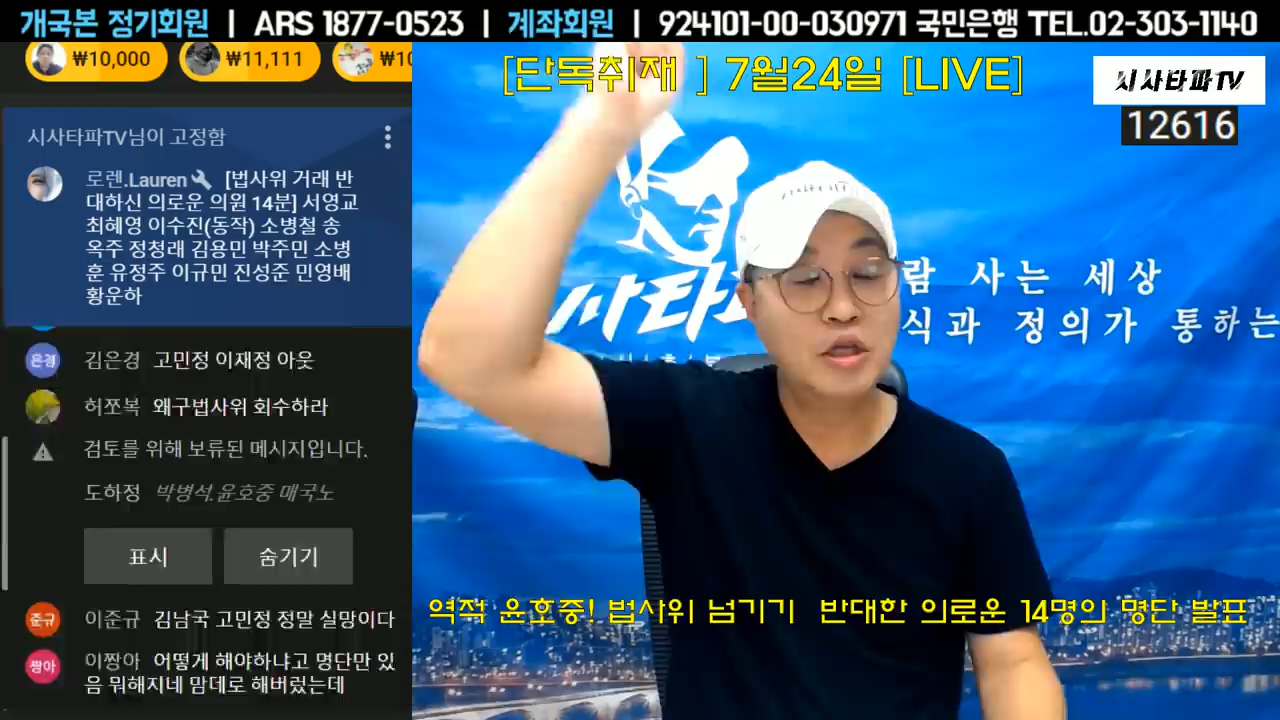 개국본 정기회원 | ARS 1877-0523 | 계좌회원 | 924101-00-030971 국민은행 TEL.02-303-1140
₩10,000
₩11,111
[단독취재 ] 7월24일 [LIVE]
시사타파TV
12616
시사타파TV님이 고정함
로렌.Lauren [법사위 거래 반
대하신 의로운 의원 14분] 서영교
최혜영 이수진(동작) 소병철 송
옥주 정청래 김용민 박주민 소병
훈 유정주 이규민 진성준 민영배
황운하
람 사는 세상
식과 정의가 통하는
은경
김은경 고민정 이재정 아웃
허쪼복 왜구법사위 회수하라
검토를 위해 보류된 메시지입니다.
도하정 박병석.윤호중 매국노
표시
숨기기
준규
이준규 김남국 고민정 정말 실망이다
짱아
이짱아 어떻게 해야하냐고 명단만 있
음 뭐해지네 맘데로 해버렀는데
역적 윤호중! 법사위 넘기기 반대한 의로운 14명의 명단 발표